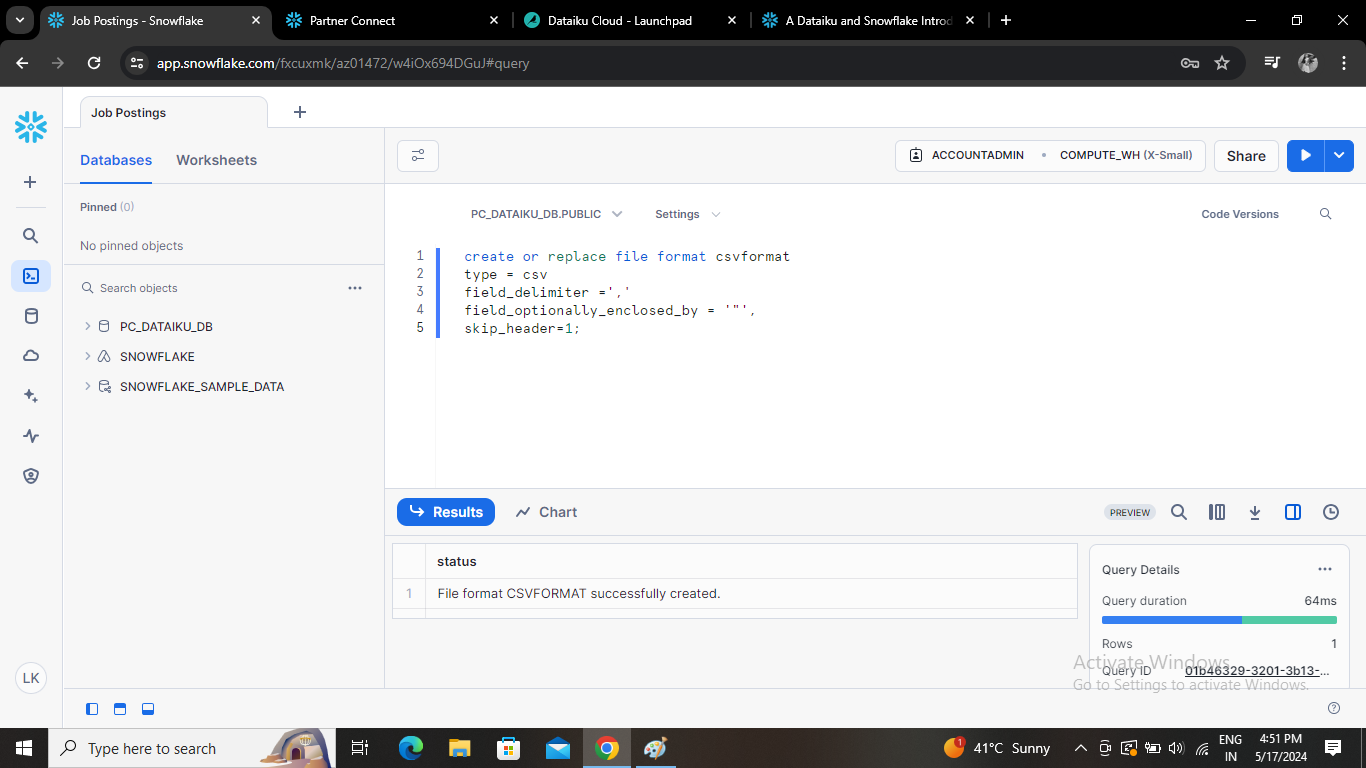 Job Postings - Snowflake
Partner Connect
Dataiku Cloud - Launchpad
A Dataiku and Snowflake Introd
app.snowflake.com/fxcuxmk/az01472/w4iOx694DGuJ#query
Job Postings
Databases
Worksheets
ACCOUNTADMIN
COMPUTE_WH (X-Small)
Share
Pinned (0)
No pinned objects
Search objects
PC_DATAIKU_DB
SNOWFLAKE
SNOWFLAKE_SAMPLE_DATA
PC_DATAIKU_DB.PUBLIC
Settings
Code Versions
1 create or replace file format csvformat
2 type = csv
3 field_delimiter =','
4 field_optionally_enclosed_by = '"',
5 skip_header=1;
Results
Chart
PREVIEW
status
1 File format CSVFORMAT successfully created.
Query Details
Query duration 64ms
Rows 1
Query ID 01b46329-3201-3b13-...
Activate Windows
Go to Settings to activate Windows.
LK
Type here to search
1
41°C Sunny
ENG
IN
4:51 PM
5/17/2024